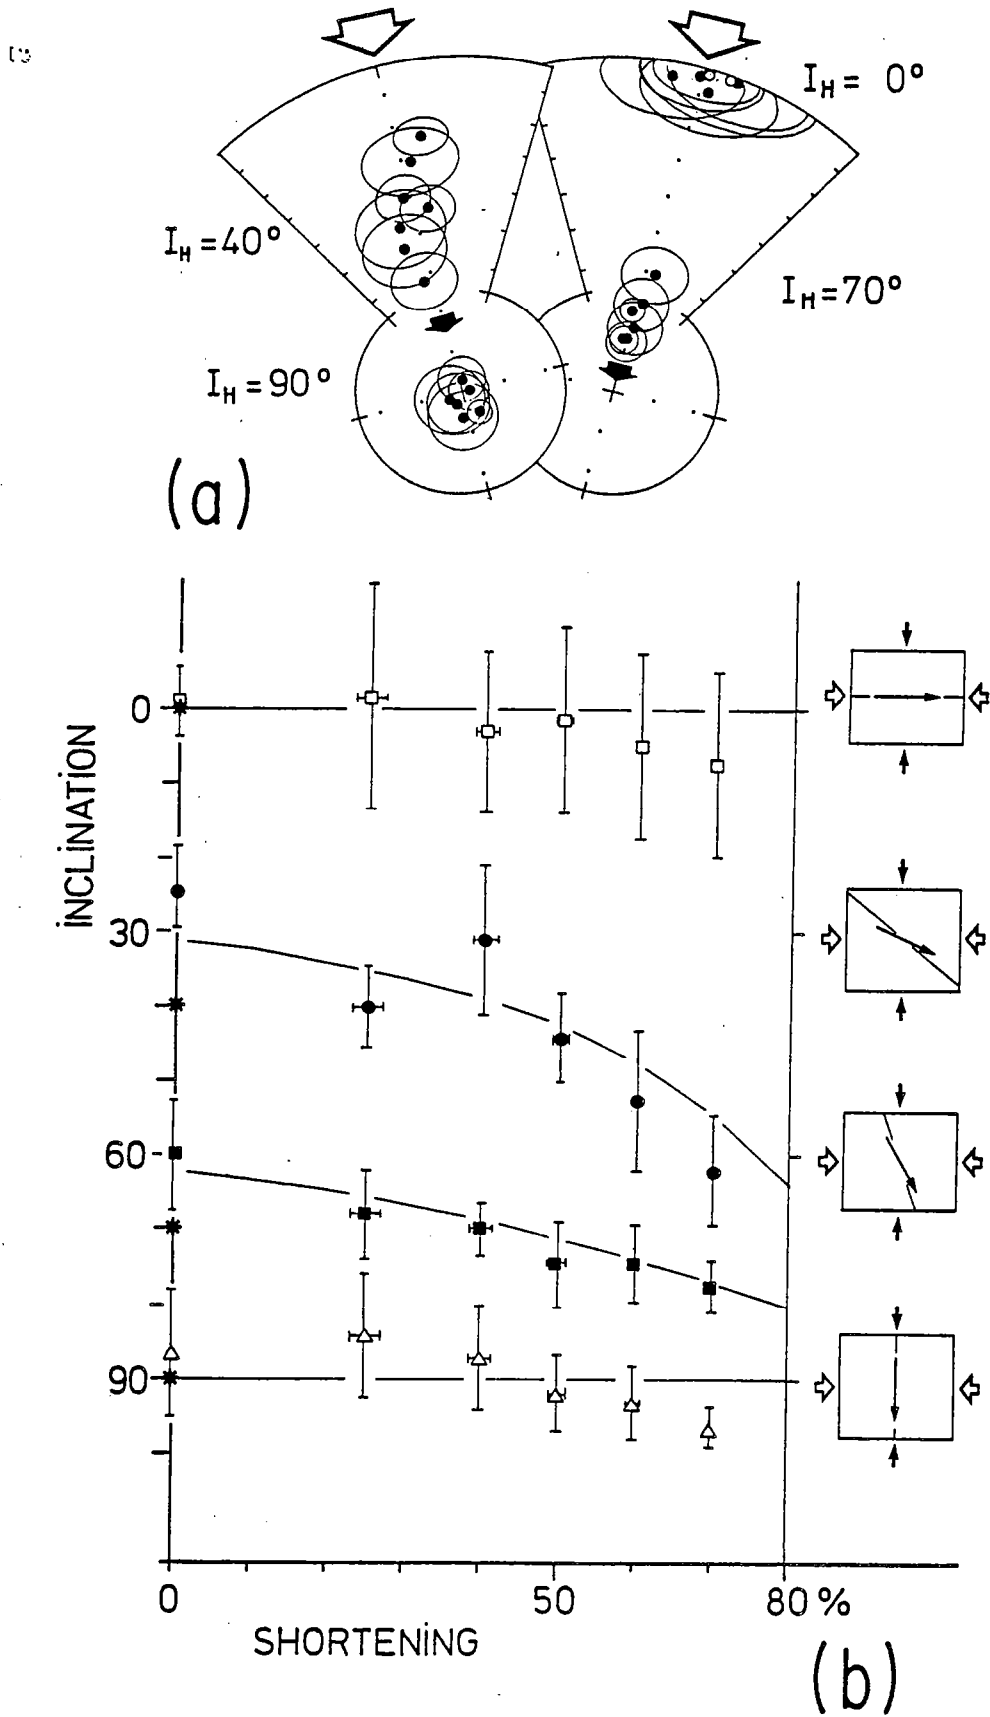 I_H = 0°
I_H = 40°
I_H = 70°
I_H = 90°
(a)
INCLİNATİON
0
30
60
90
0
50
80 %
SHORTENİNG
(b)